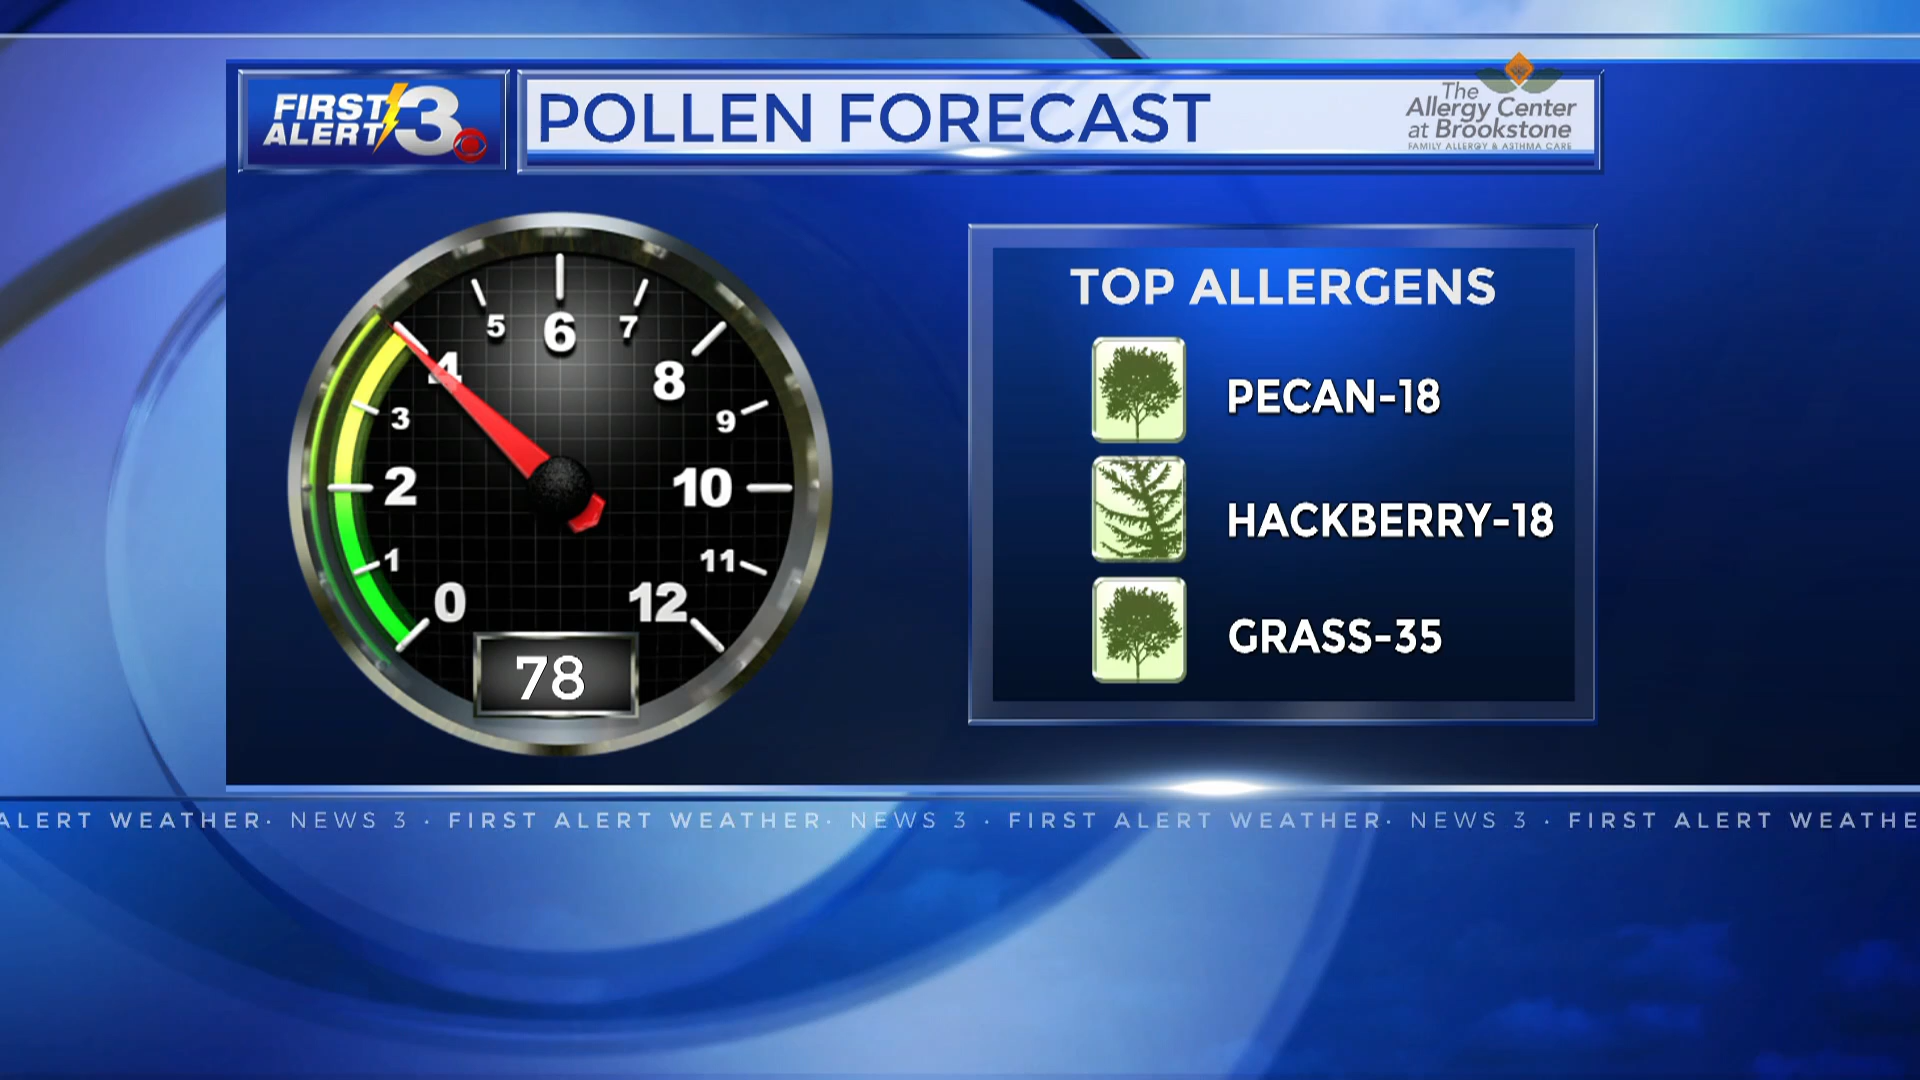 FIRST
ALERT 3
POLLEN FORECAST
The
Allergy Center
at Brookstone
FAMILY ALLERGY & ASTHMA CARE
0
1
2
3
4
5
6
7
8
9
10
11
12
78
TOP ALLERGENS
PECAN-18
HACKBERRY-18
GRASS-35
ALERT WEATHER· NEWS 3 · FIRST ALERT WEATHER· NEWS 3 · FIRST ALERT WEATHER· NEWS 3 · FIRST ALERT WEATHE